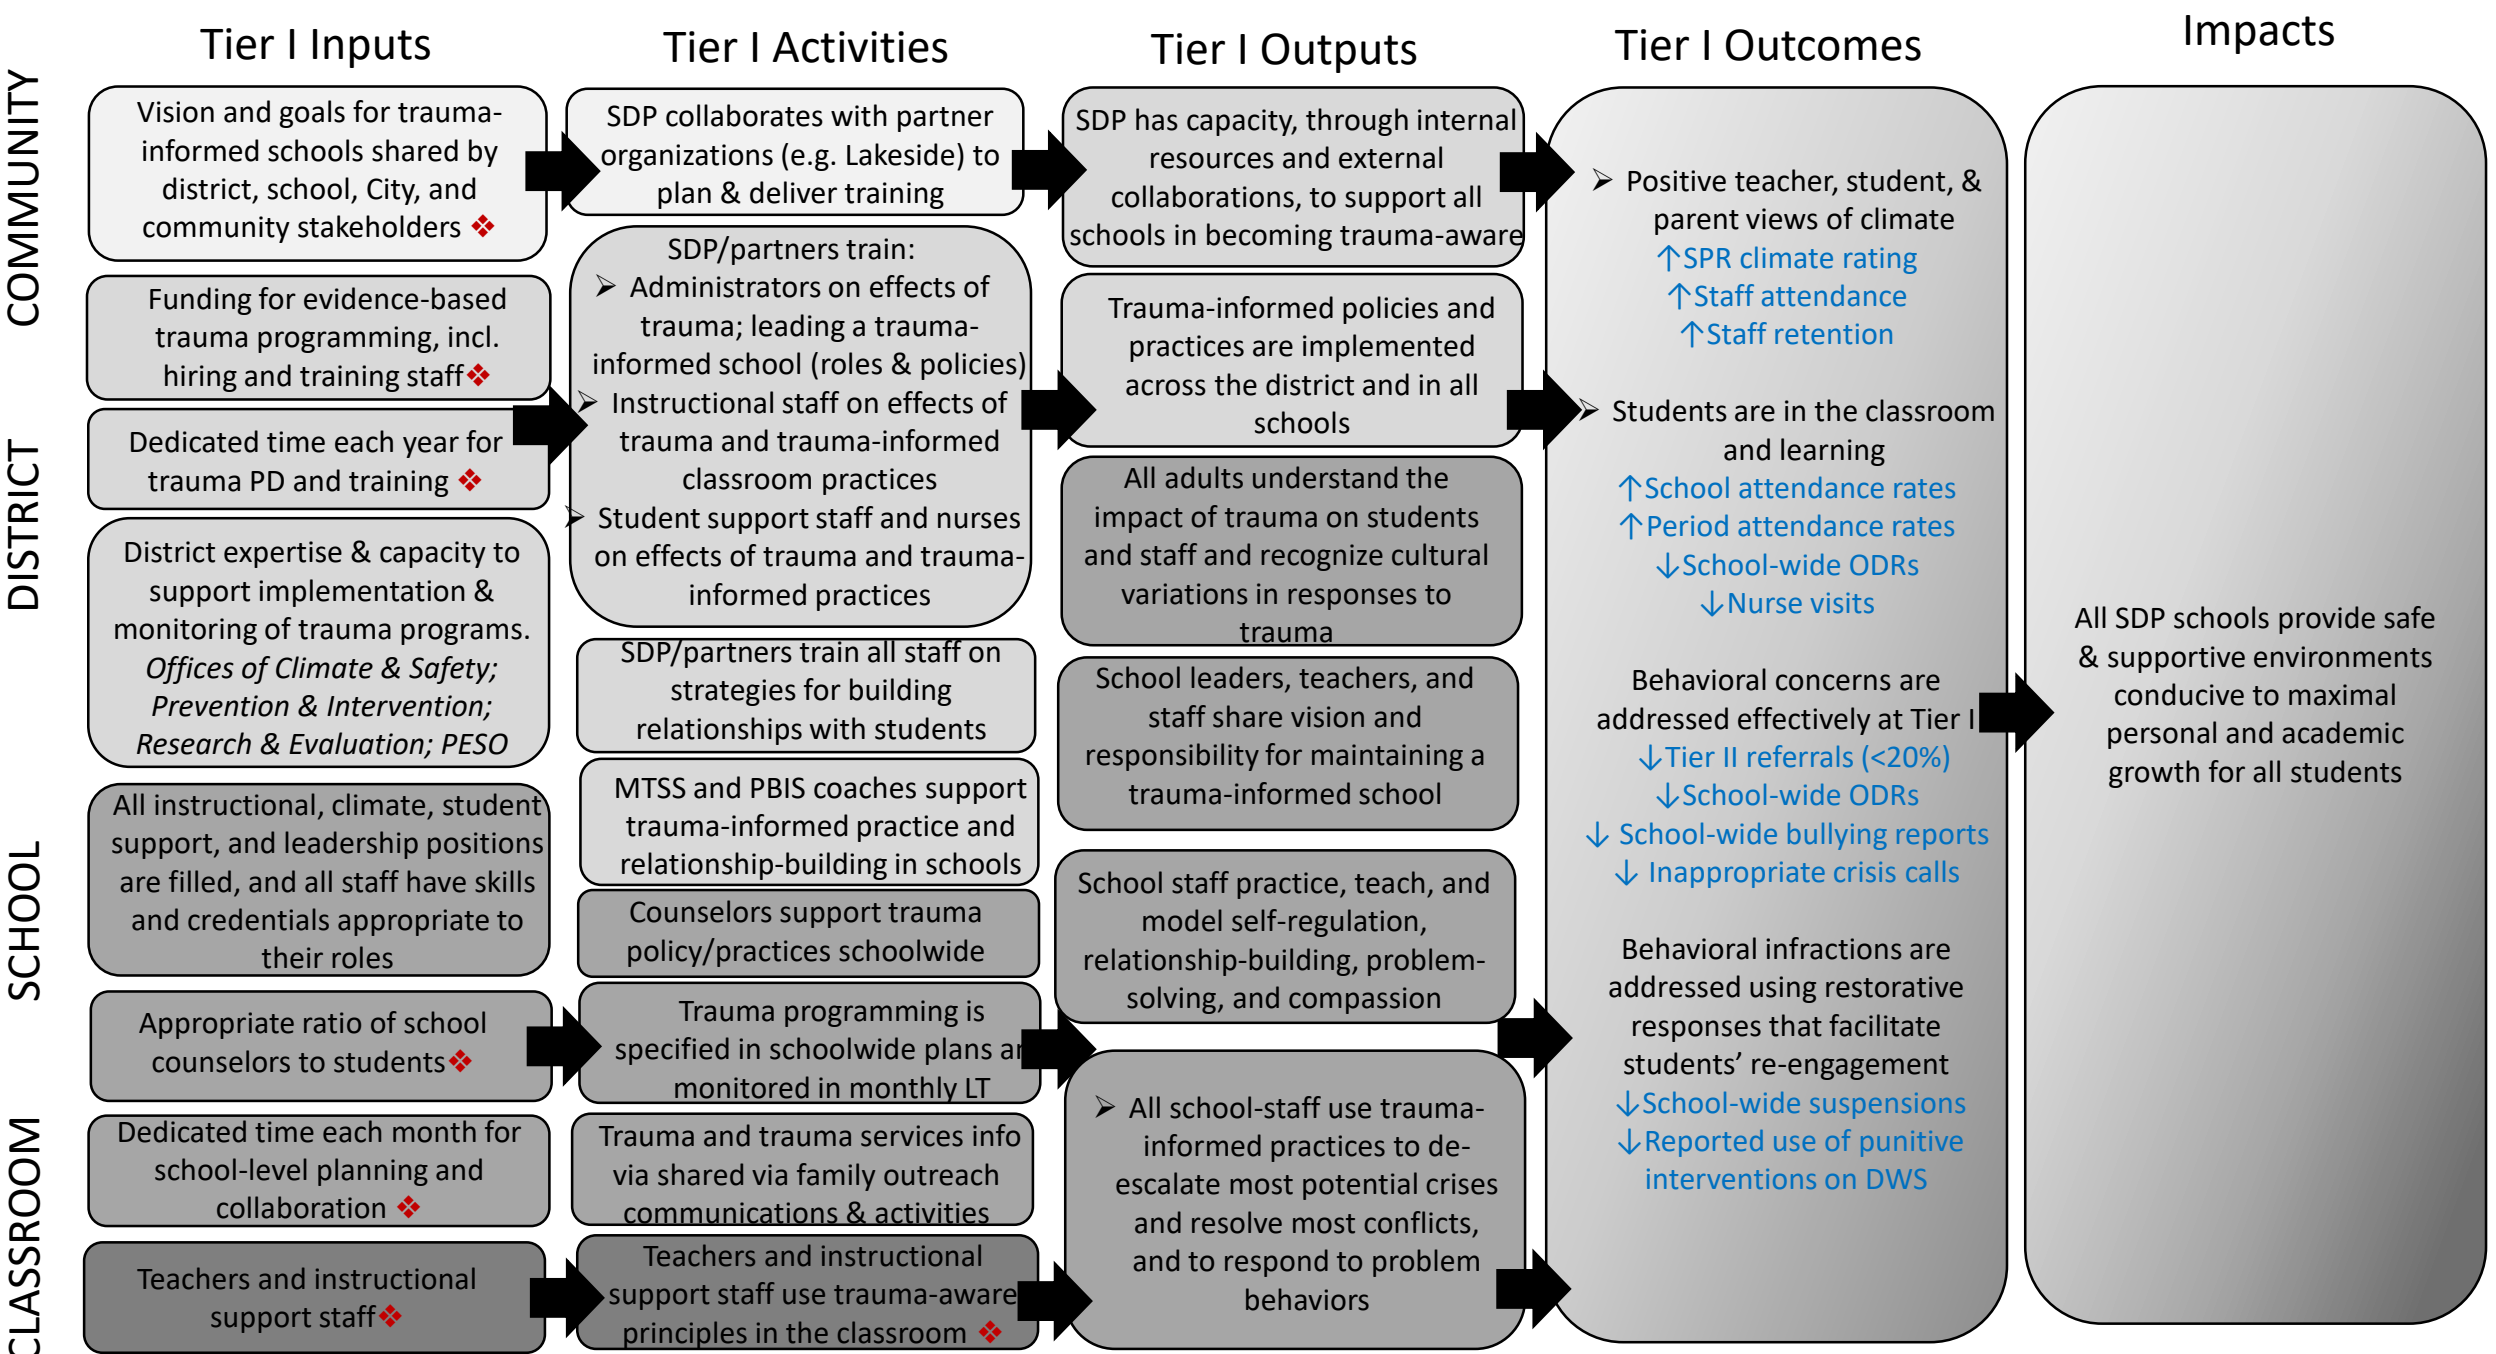 Tier I Inputs
Tier I Activities
Tier I Outputs
Tier I Outcomes
Impacts
COMMUNITY
DISTRICT
SCHOOL
CLASSROOM
Vision and goals for trauma-
informed schools shared by
district, school, City, and
community stakeholders ❖
Funding for evidence-based
trauma programming, incl.
hiring and training staff❖
Dedicated time each year for
trauma PD and training ❖
District expertise & capacity to
support implementation &
monitoring of trauma programs.
Offices of Climate & Safety;
Prevention & Intervention;
Research & Evaluation; PESO
All instructional, climate, student
support, and leadership positions
are filled, and all staff have skills
and credentials appropriate to
their roles
Appropriate ratio of school
counselors to students❖
Dedicated time each month for
school-level planning and
collaboration ❖
Teachers and instructional
support staff❖
SDP collaborates with partner
organizations (e.g. Lakeside) to
plan & deliver training
SDP/partners train:
➢ Administrators on effects of
trauma; leading a trauma-
informed school (roles & policies)
➢ Instructional staff on effects of
trauma and trauma-informed
classroom practices
➢ Student support staff and nurses
on effects of trauma and trauma-
informed practices
SDP/partners train all staff on
strategies for building
relationships with students
MTSS and PBIS coaches support
trauma-informed practice and
relationship-building in schools
Counselors support trauma
policy/practices schoolwide
Trauma programming is
specified in schoolwide plans
monitored in monthly LT
Trauma and trauma services info
via shared via family outreach
communications & activities
Teachers and instructional
support staff use trauma-aware
principles in the classroom ❖
SDP has capacity, through internal
resources and external
collaborations, to support all
schools in becoming trauma-aware
Trauma-informed policies and
practices are implemented
across the district and in all
schools
All adults understand the
impact of trauma on students
and staff and recognize cultural
variations in responses to
trauma
School leaders, teachers, and
staff share vision and
responsibility for maintaining a
trauma-informed school
School staff practice, teach, and
model self-regulation,
relationship-building, problem-
solving, and compassion
➢ All school-staff use trauma-
informed practices to de-
escalate most potential crises
and resolve most conflicts,
and to respond to problem
behaviors
➢ Positive teacher, student, &
parent views of climate
↑SPR climate rating
↑Staff attendance
↑Staff retention
➢ Students are in the classroom
and learning
↑School attendance rates
↑Period attendance rates
↓School-wide ODRs
↓Nurse visits
Behavioral concerns are
addressed effectively at Tier I
↓Tier II referrals (<20%)
↓School-wide ODRs
↓ School-wide bullying reports
↓ Inappropriate crisis calls
Behavioral infractions are
addressed using restorative
responses that facilitate
students’ re-engagement
↓School-wide suspensions
↓Reported use of punitive
interventions on DWS
All SDP schools provide safe
& supportive environments
conducive to maximal
personal and academic
growth for all students